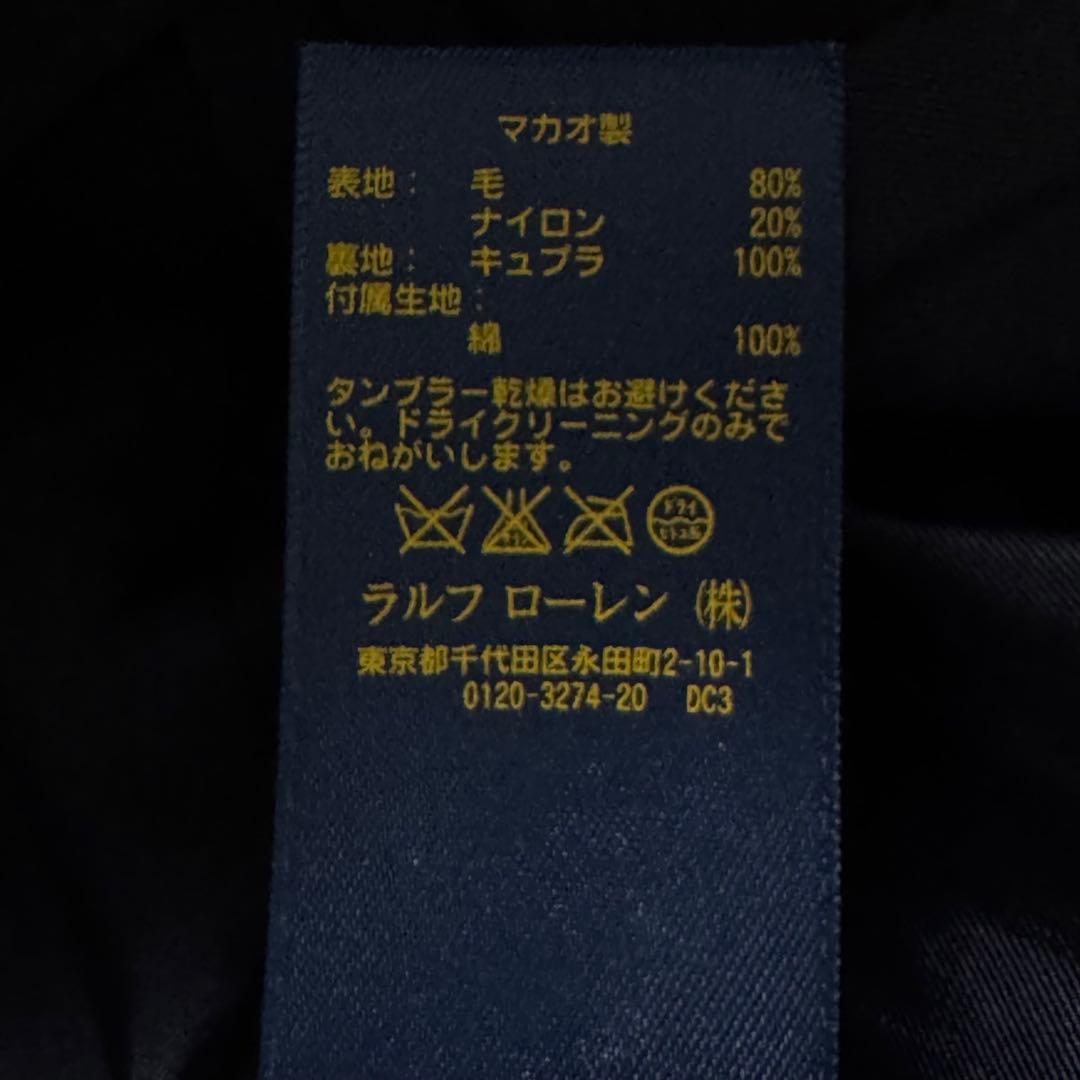 マカオ製
表地: 毛 80%
ナイロン 20%
裏地: キュプラ 100%
付属生地:
綿 100%
タンブラー乾燥はお避けくださ
い。ドライクリーニングのみで
おねがいします。
ドライ
ラルフ ローレン (株)
東京都千代田区永田町2-10-1
0120-3274-20 DC3